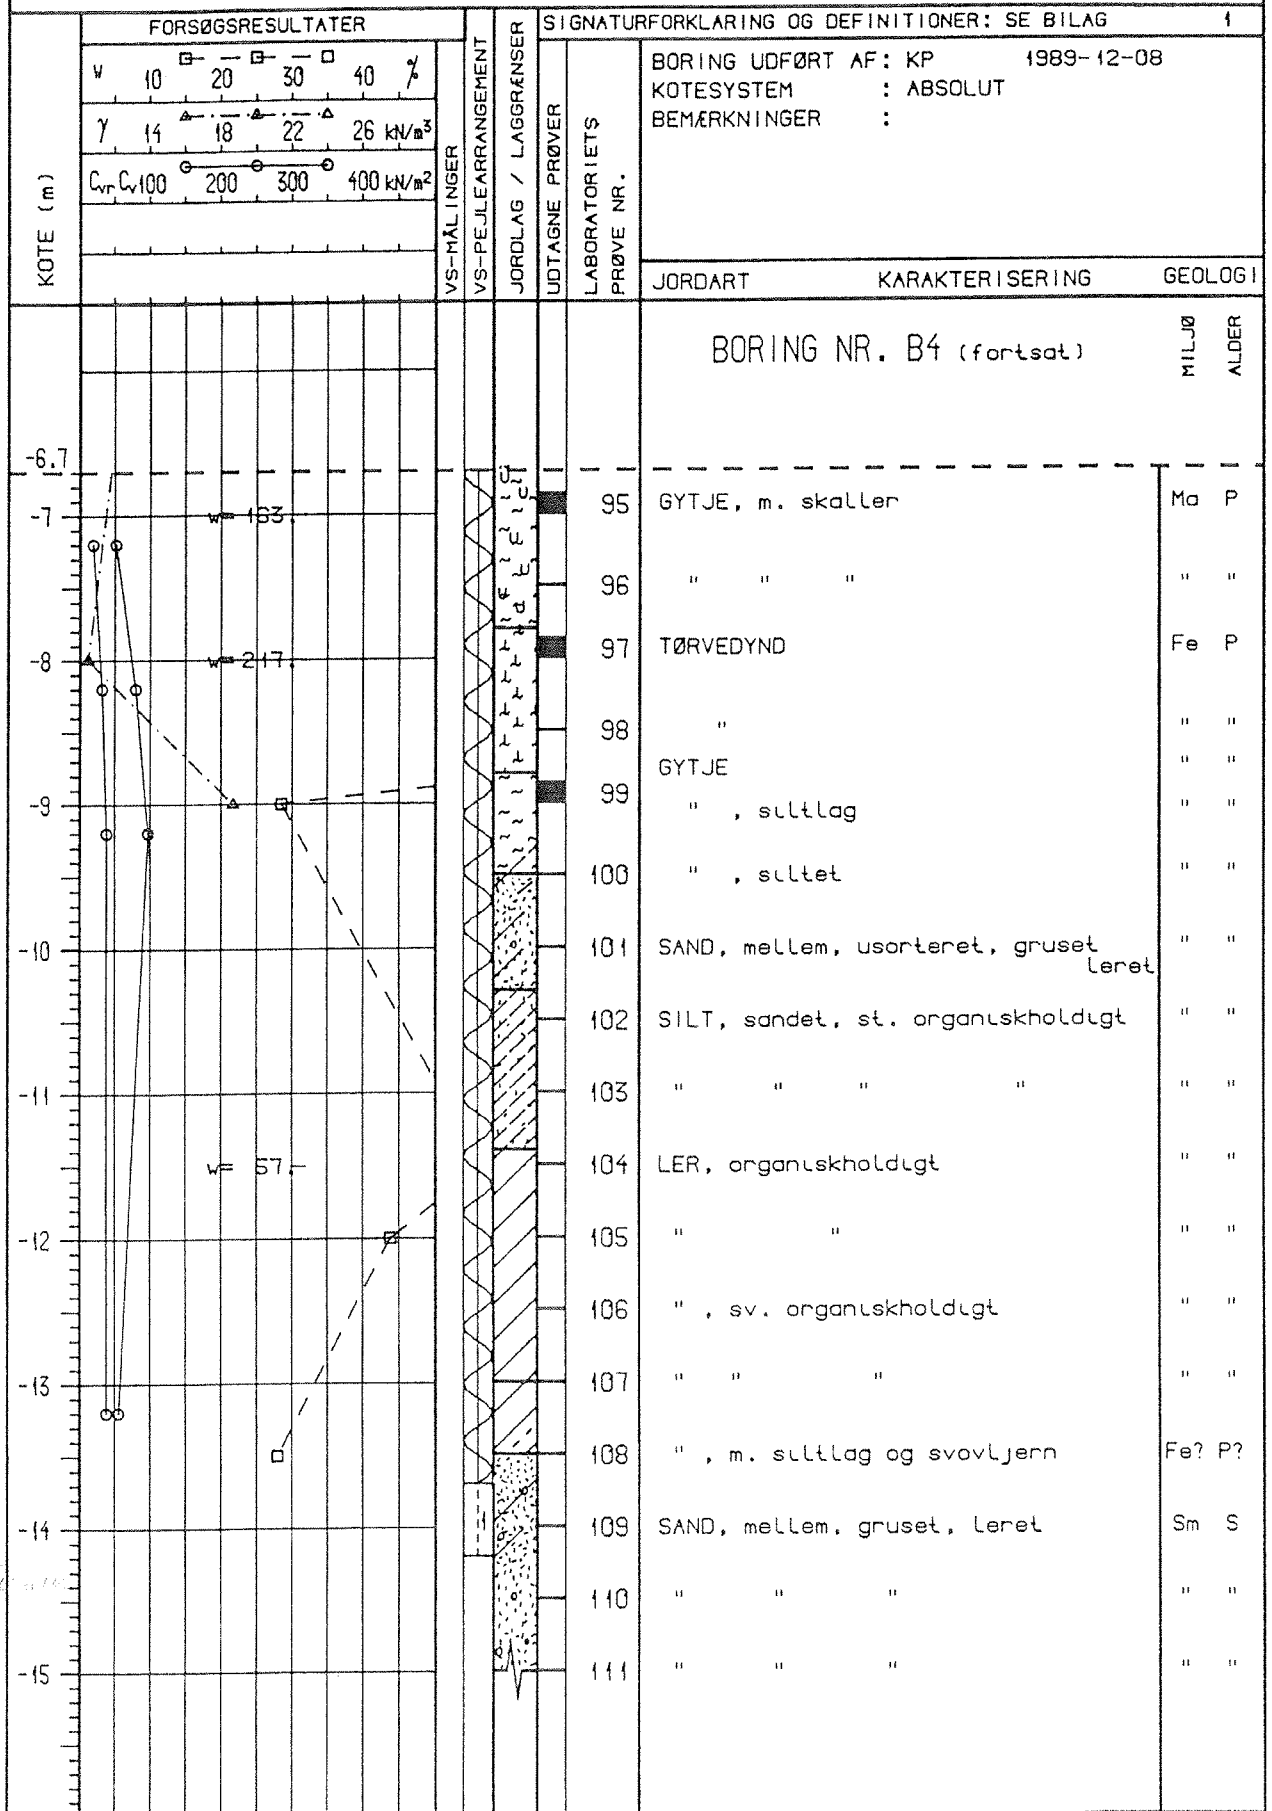 FORSØGSRESULTATER
SIGNATURFORKLARING OG DEFINITIONER: SE BILAG 1
W 10 20 30 40 %
γ 14 18 22 26 kN/m³
Cvr Cv 100 200 300 400 kN/m²
KOTE (m)
VS-MÅLINGER
VS-PEJLEARRANGEMENT
JORDLAG / LAGGRÆNSER
UDTAGNE PRØVER
LABORATORIETS
PRØVE NR.
BORING UDFØRT AF: KP 1989-12-08
KOTESYSTEM : ABSOLUT
BEMÆRKNINGER :
JORDART KARAKTERISERING GEOLOGI
BORING NR. B4 (fortsat)
MILJØ
ALDER
-6.7
95 GYTJE, m. skaller Ma P
-7 w= 163.
96 " " " " "
97 TØRVEDYND Fe P
-8 w= 217.
98 " " "
GYTJE " "
99
-9 " , siltlag " "
100 " , siltet " "
-10 101 SAND, mellem, usorteret, gruset " "
leret
102 SILT, sandet, st. organiskholdigt " "
-11 103 " " " " " "
w= 67.
104 LER, organiskholdigt " "
-12 105 " " " "
106 " , sv. organiskholdigt " "
-13 107 " " " " "
108 " , m. siltlag og svovljern Fe? P?
-14 109 SAND, mellem, gruset, leret Sm S
110 " " " " "
-15 111 " " " " "